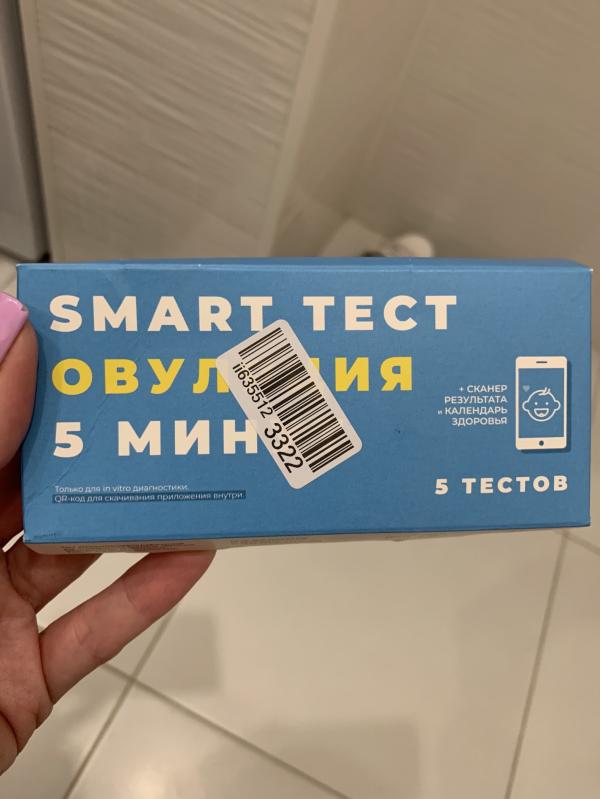 SMART ТЕСТ
ОВУЛ ИЯ
5 МИН
+ СКАНЕР
РЕЗУЛЬТАТА
и КАЛЕНДАРЬ
ЗДОРОВЬЯ
5 ТЕСТОВ
Только для in vitro диагностики.
QR-код для скачивания приложения внутри.
ii635512 3322